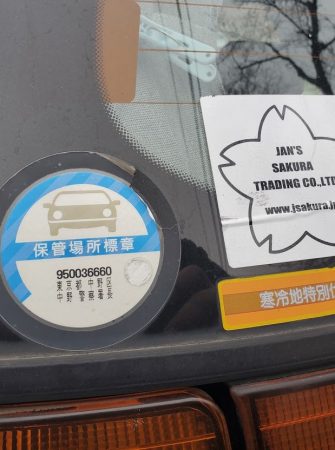 保管場所標章
950036660
東京都中野区長
中野警察署
JAN'S
SAKURA
TRADING CO.,LTD
www.jsakura.j
寒冷地特別仕